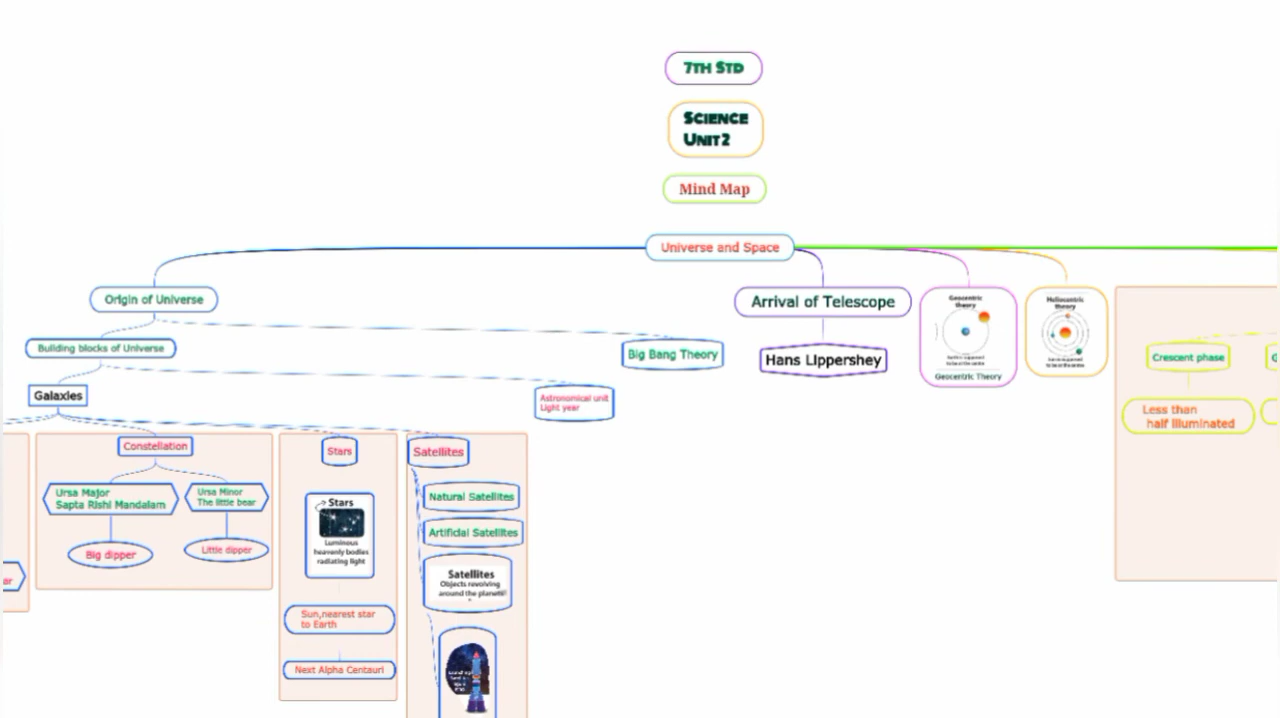 7TH STD
SCIENCE
UNIT2
Mind Map
Universe and Space
Origin of Universe
Building blocks of Universe
Big Bang Theory
Galaxies
Astronomical unit
Light year
Constellation
Ursa Major
Sapta Rishi Mandalam
Big dipper
Ursa Minor
The little bear
Little dipper
Stars
Stars
Luminous
heavenly bodies
radiating light
Sun,nearest star
to Earth
Next Alpha Centauri
Satellites
Natural Satellites
Artificial Satellites
Satellites
Objects revolving
around the planets
Arrival of Telescope
Hans Lippershey
Geocentric
theory
Geocentric Theory
Heliocentric
theory
Crescent phase
Less than
half illuminated